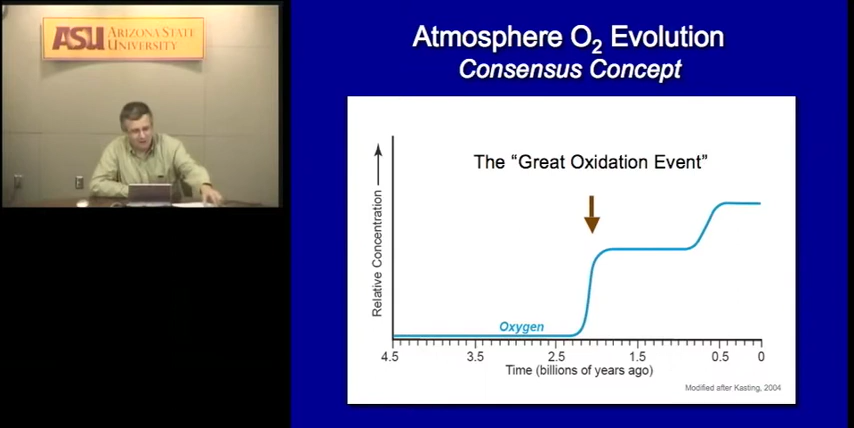 ASU ARIZONA STATE
UNIVERSITY
Atmosphere O₂ Evolution
Consensus Concept
The “Great Oxidation Event”
Relative Concentration
Oxygen
4.5 3.5 2.5 1.5 0.5 0
Time (billions of years ago)
Modified after Kasting, 2004